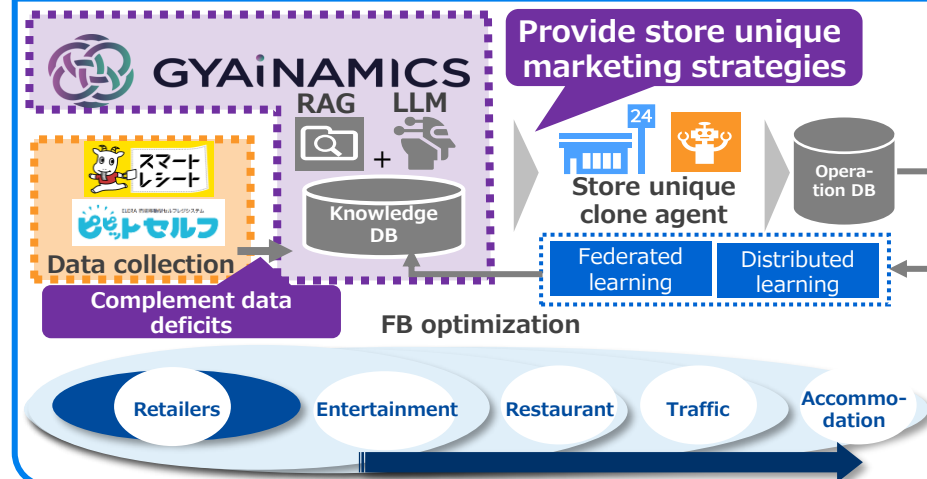 Provide store unique
marketing strategies
GYAiNAMICS
RAG LLM
+
24
スマート
レシート
ピピットセルフ
Data collection
Knowledge
DB
Store unique
clone agent
Opera-
tion DB
Federated
learning
Distributed
learning
Complement data
deficits
FB optimization
Retailers
Entertainment
Restaurant
Traffic
Accommo-
dation